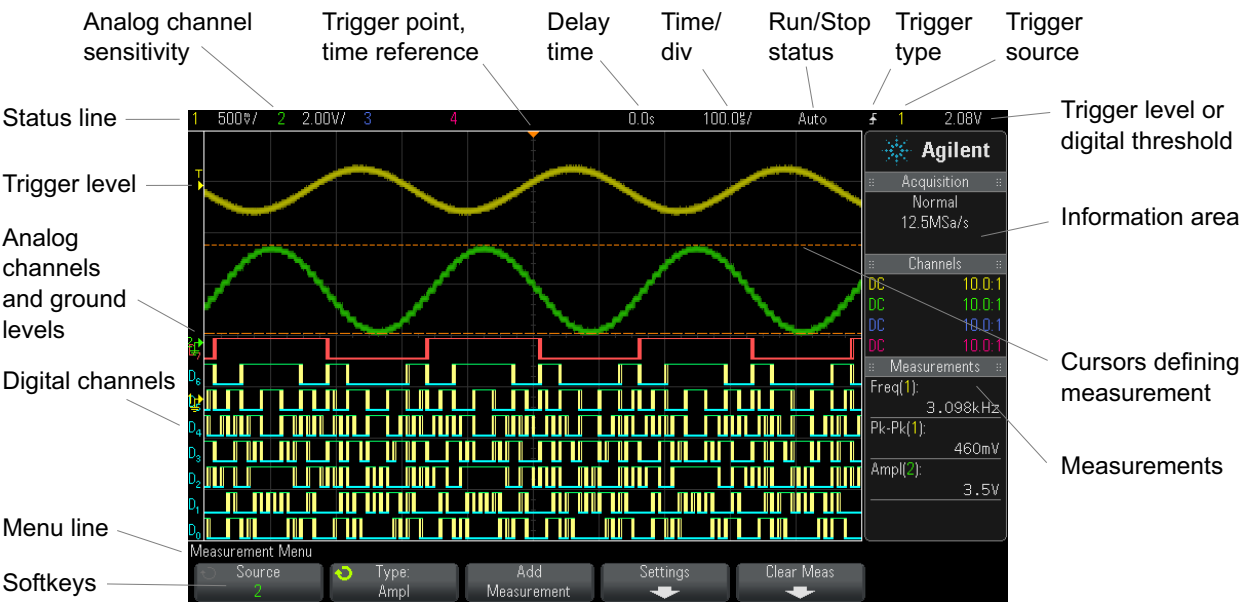 Analog channel
sensitivity
Trigger point,
time reference
Delay
time
Time/
div
Run/Stop
status
Trigger
type
Trigger
source
Status line
1 500mV/ 2 2.00V/ 3 4 0.0s 100.0µs/ Auto 1 2.08V
Trigger level or
digital threshold
Agilent
Trigger level
T
Acquisition
Normal
12.5MSa/s
Information area
Analog
channels
and ground
levels
Channels
DC 10.0:1
DC 10.0:1
DC 10.0:1
DC 10.0:1
Cursors defining
measurement
Digital channels
D6
D4
D3
D2
D1
D0
Measurements
Freq(1):
3.098kHz
Pk-Pk(1):
460mV
Ampl(2):
3.5V
Measurements
Menu line
Measurement Menu
Softkeys
Source
2
Type:
Ampl
Add
Measurement
Settings
Clear Meas